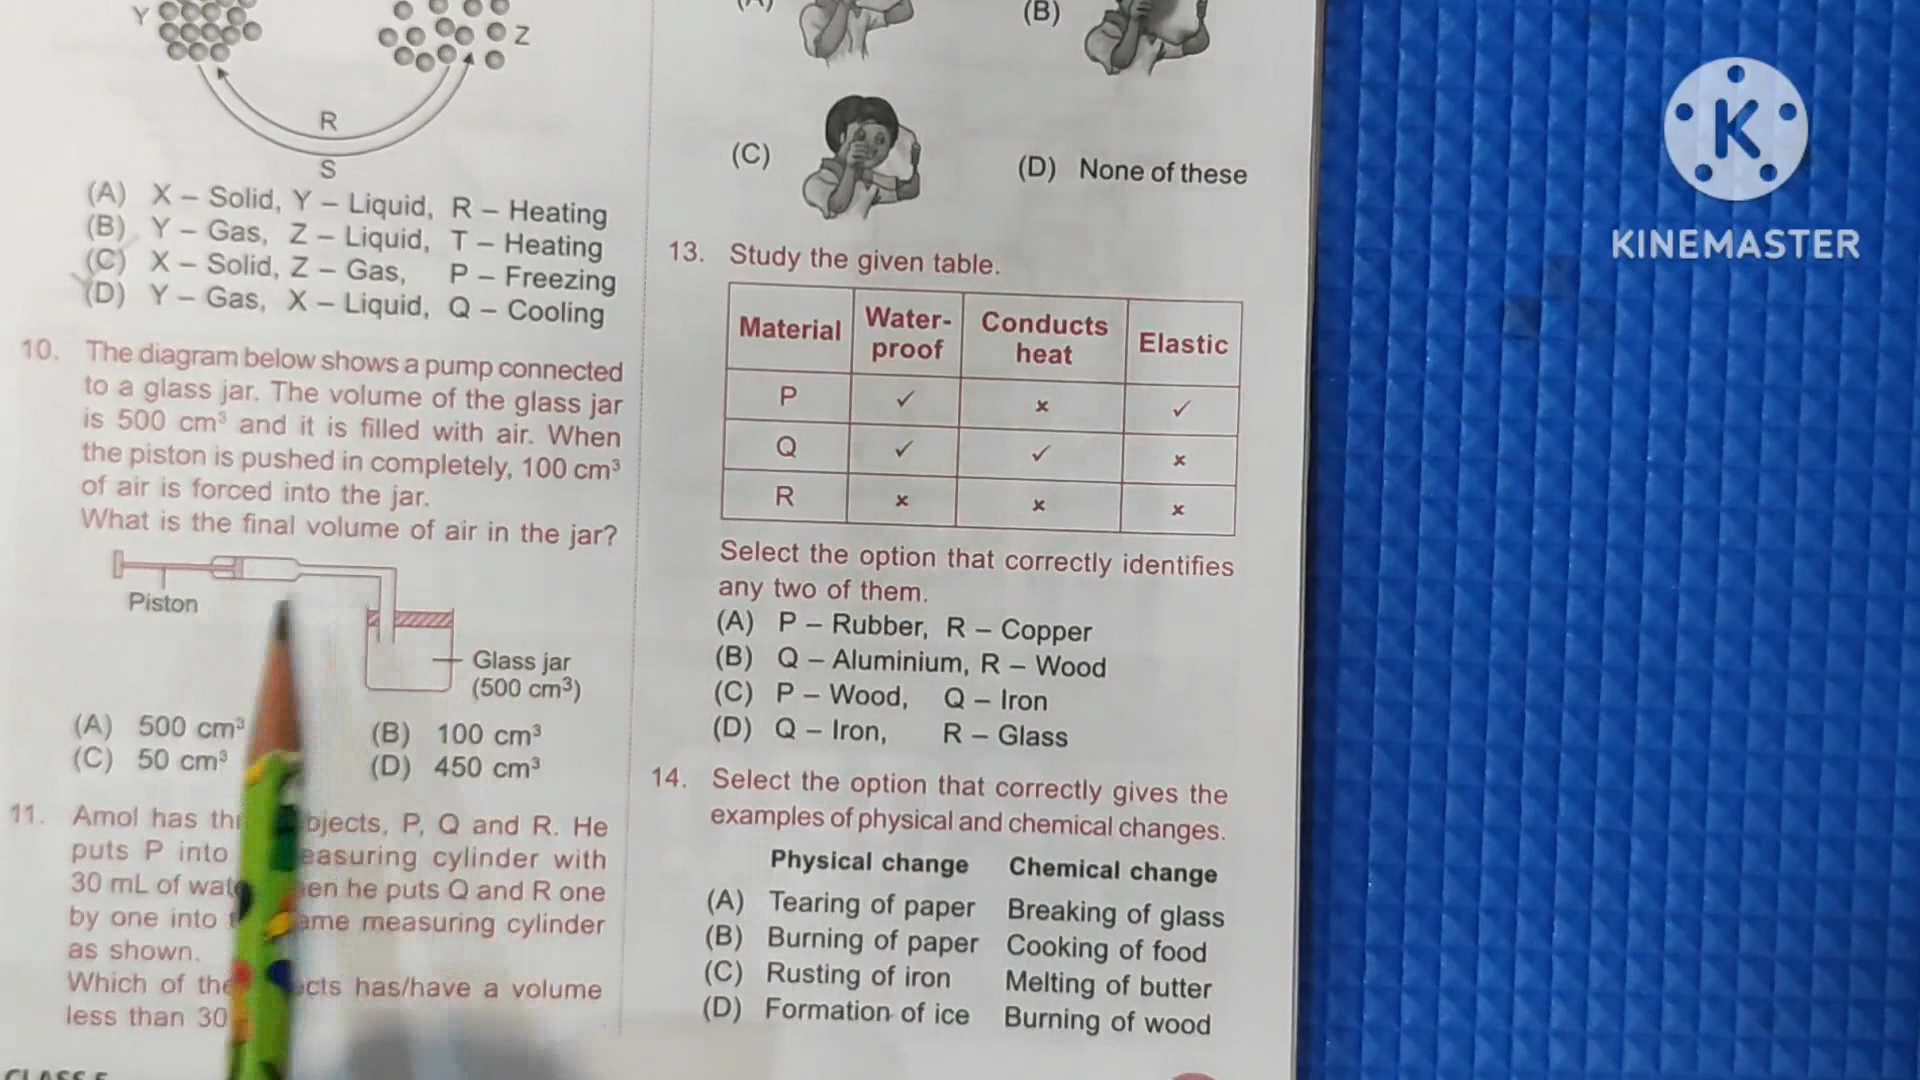 Y
Z
R
S
(A) X – Solid, Y – Liquid, R – Heating
(B) Y – Gas, Z – Liquid, T – Heating
(C) X – Solid, Z – Gas, P – Freezing
(D) Y – Gas, X – Liquid, Q – Cooling
10. The diagram below shows a pump connected
to a glass jar. The volume of the glass jar
is 500 cm³ and it is filled with air. When
the piston is pushed in completely, 100 cm³
of air is forced into the jar.
What is the final volume of air in the jar?
Piston
Glass jar
(500 cm³)
(A) 500 cm³ (B) 100 cm³
(C) 50 cm³ (D) 450 cm³
11. Amol has objects, P, Q and R. He
puts P into measuring cylinder with
30 mL of he puts Q and R one
by one into same measuring cylinder
as shown.
Which of has/have a volume
less than 30
CLASS 5
(B)
(C)
(D) None of these
13. Study the given table.
Material Water-proof Conducts heat Elastic
P ✓ x ✓
Q ✓ ✓ x
R x x x
Select the option that correctly identifies
any two of them.
(A) P – Rubber, R – Copper
(B) Q – Aluminium, R – Wood
(C) P – Wood, Q – Iron
(D) Q – Iron, R – Glass
14. Select the option that correctly gives the
examples of physical and chemical changes.
Physical change Chemical change
(A) Tearing of paper Breaking of glass
(B) Burning of paper Cooking of food
(C) Rusting of iron Melting of butter
(D) Formation of ice Burning of wood
K
KINEMASTER